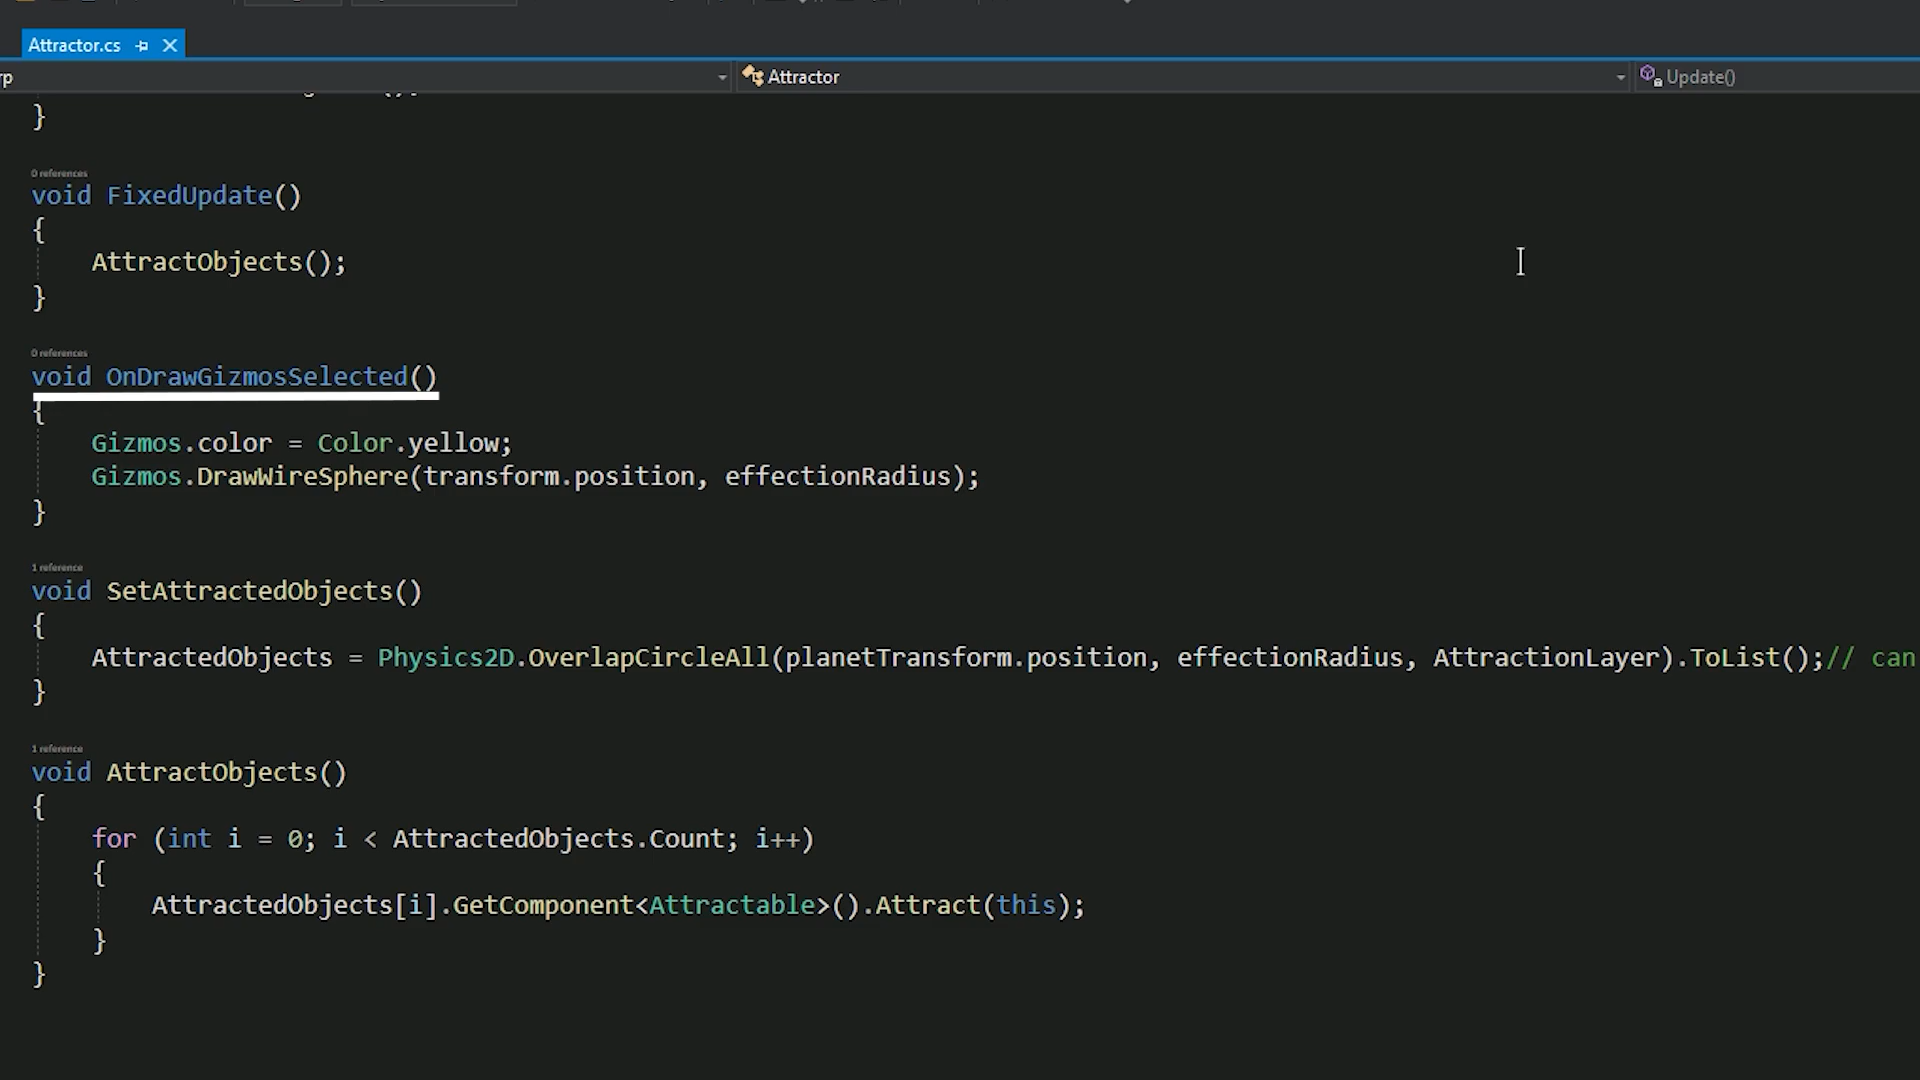 Attractor.cs
Attractor
Update()
}
0 references
void FixedUpdate()
{
AttractObjects();
}
0 references
void OnDrawGizmosSelected()
{
Gizmos.color = Color.yellow;
Gizmos.DrawWireSphere(transform.position, effectionRadius);
}
1 reference
void SetAttractedObjects()
{
AttractedObjects = Physics2D.OverlapCircleAll(planetTransform.position, effectionRadius, AttractionLayer).ToList();// can
}
1 reference
void AttractObjects()
{
for (int i = 0; i < AttractedObjects.Count; i++)
{
AttractedObjects[i].GetComponent<Attractable>().Attract(this);
}
}